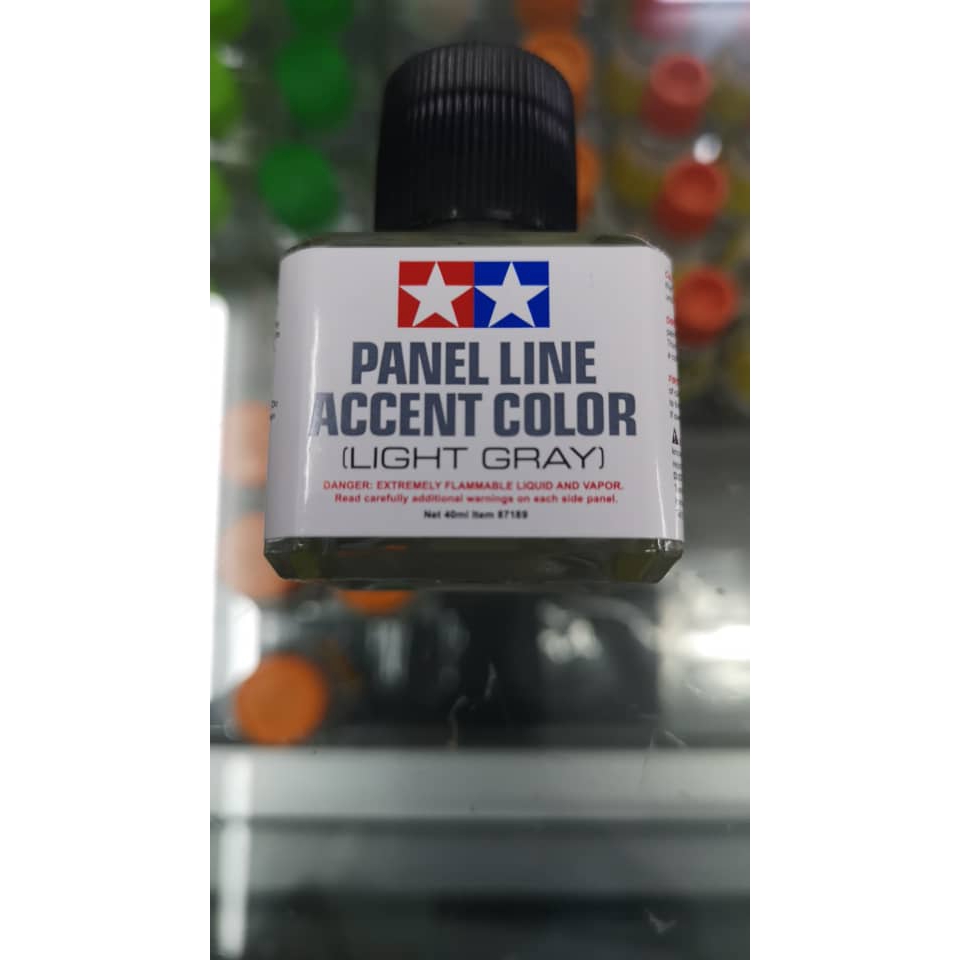 PANEL LINE
ACCENT COLOR
(LIGHT GRAY)
DANGER: EXTREMELY FLAMMABLE LIQUID AND VAPOR.
Read carefully additional warnings on each side panel.
Net 40ml Item 87189